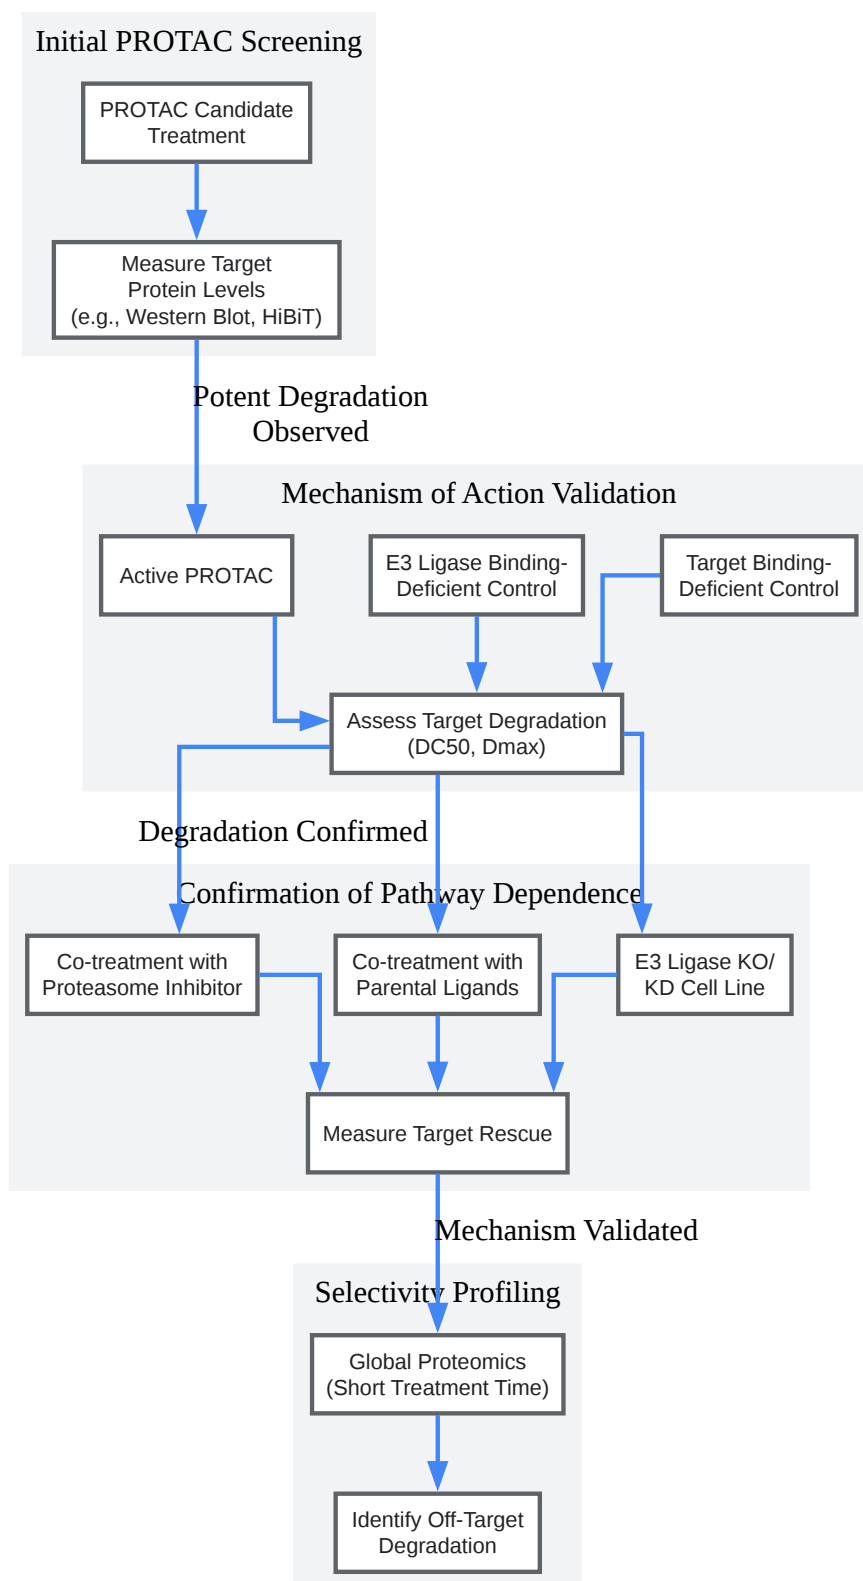 Initial PROTAC Screening
PROTAC Candidate
Treatment
Measure Target
Protein Levels
(e.g., Western Blot, HiBiT)
Potent Degradation
Observed
Mechanism of Action Validation
Active PROTAC
E3 Ligase Binding-
Deficient Control
Target Binding-
Deficient Control
Assess Target Degradation
(DC50, Dmax)
Degradation Confirmed
Confirmation of Pathway Dependence
Co-treatment with
Proteasome Inhibitor
Co-treatment with
Parental Ligands
E3 Ligase KO/
KD Cell Line
Measure Target Rescue
Mechanism Validated
Selectivity Profiling
Global Proteomics
(Short Treatment Time)
Identify Off-Target
Degradation